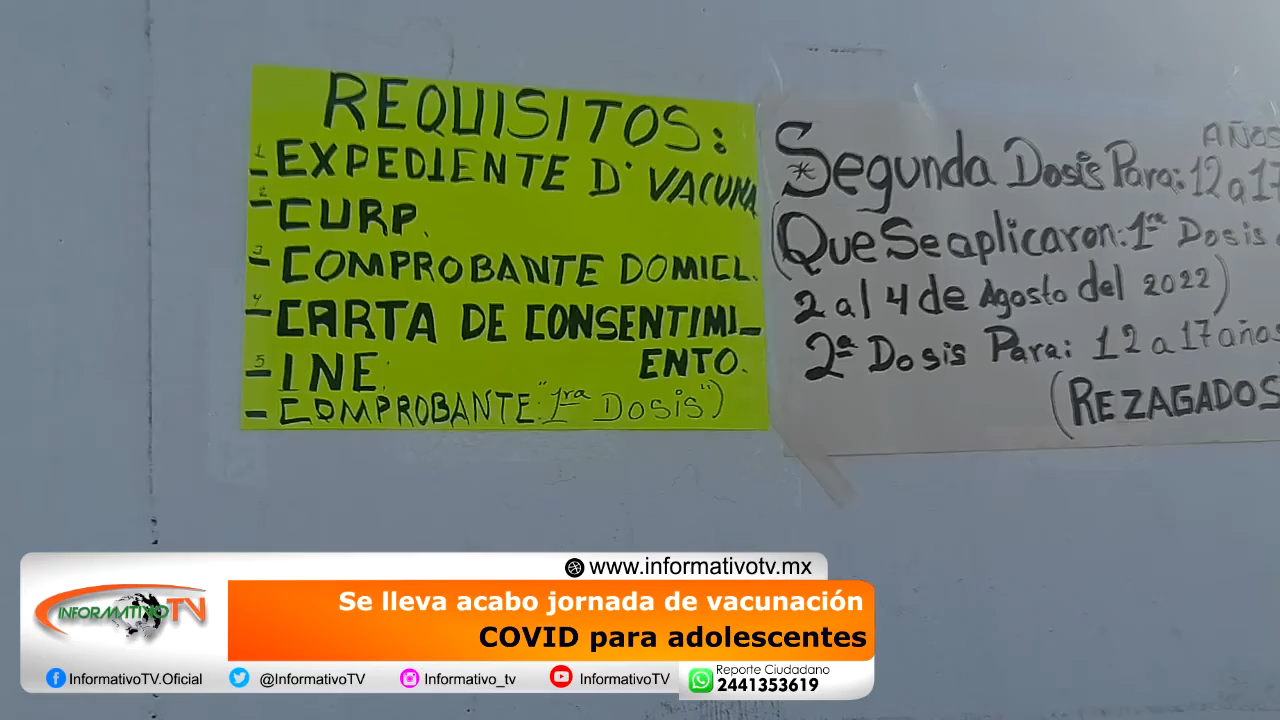 REQUISITOS:
1 - EXPEDIENTE D' VACUNA
2 - CURP.
3 - COMPROBANTE DOMICL.
4 - CARTA DE CONSENTIMI-
ENTO.
5 - INE.
- COMPROBANTE: "1ra DOSIS")
AÑOS
*Segunda Dosis Para: 12 a 17
(Que Se aplicaron: 1ra Dosis
2 al 4 de Agosto del 2022)
2a Dosis Para: 12 a 17 años
(REZAGADOS
www.informativotv.mx
INFORMATIVO TV
Se lleva acabo jornada de vacunación
COVID para adolescentes
InformativoTV.Oficial
@InformativoTV
Informativo_tv
InformativoTV
Reporte Ciudadano
2441353619